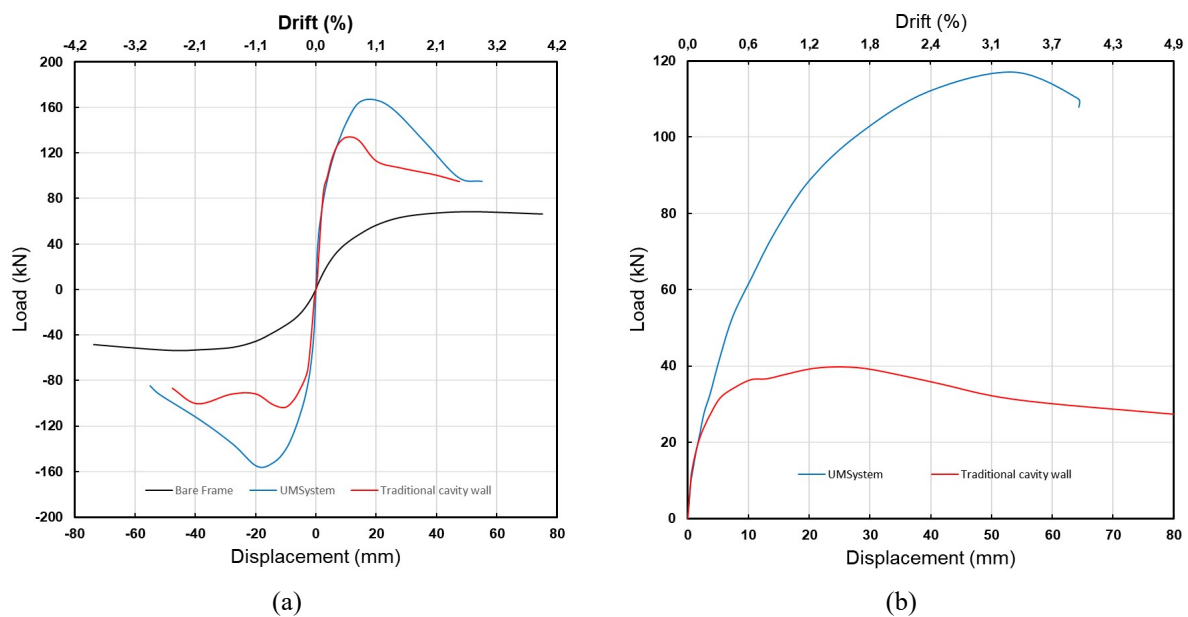 Drift (%)
-4,2 -3,2 -2,1 -1,1 0,0 1,1 2,1 3,2 4,2
200
160
120
80
40
0
-40
-80
-120
-160
-200
Load (kN)
Bare Frame UMSystem Traditional cavity wall
-80 -60 -40 -20 0 20 40 60 80
Displacement (mm)
(a)
Drift (%)
0,0 0,6 1,2 1,8 2,4 3,1 3,7 4,3 4,9
120
100
80
60
40
20
0
Load (kN)
UMSystem Traditional cavity wall
0 10 20 30 40 50 60 70 80
Displacement (mm)
(b)